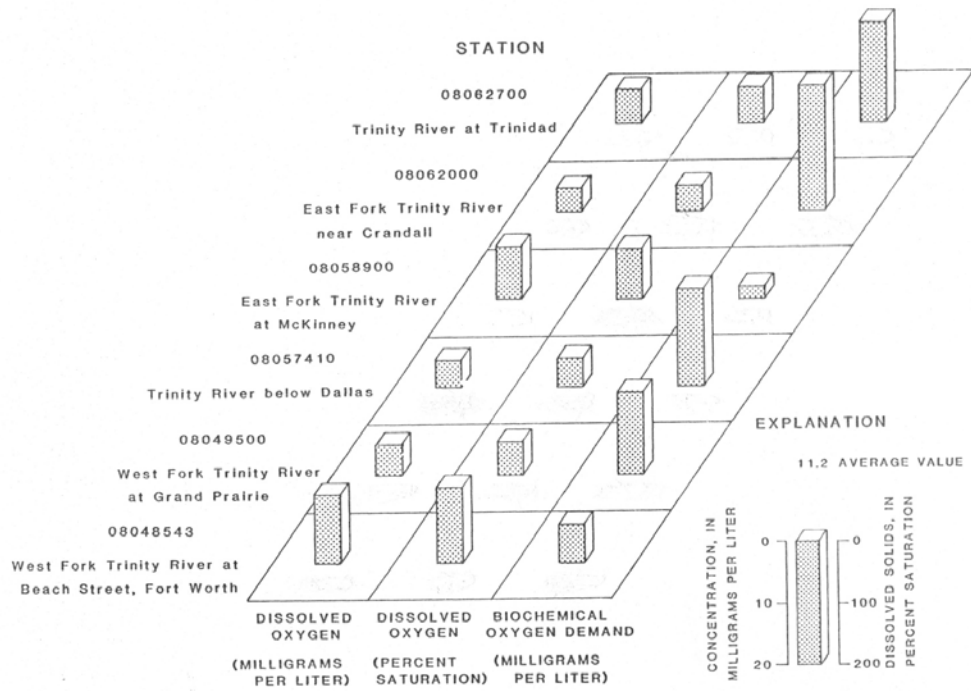 STATION
08062700
Trinity River at Trinidad
08062000
East Fork Trinity River
near Crandall
08058900
East Fork Trinity River
at McKinney
08057410
Trinity River below Dallas
08049500
West Fork Trinity River
at Grand Prairie
08048543
West Fork Trinity River at
Beach Street, Fort Worth
DISSOLVED
OXYGEN
(MILLIGRAMS
PER LITER)
DISSOLVED
OXYGEN
(PERCENT
SATURATION)
BIOCHEMICAL
OXYGEN DEMAND
(MILLIGRAMS
PER LITER)
EXPLANATION
11.2 AVERAGE VALUE
CONCENTRATION, IN
MILLIGRAMS PER LITER
0
10
20
0
100
200
DISSOLVED SOLIDS, IN
PERCENT SATURATION